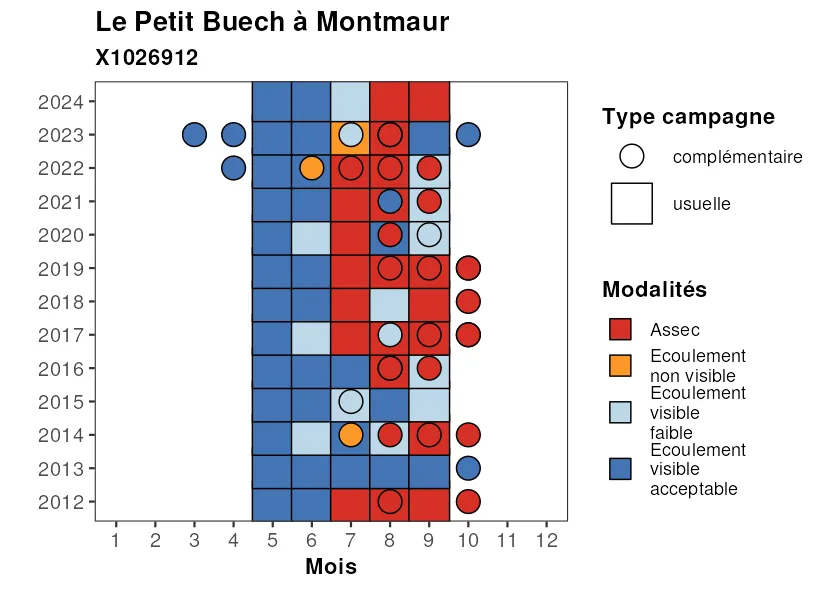 Le Petit Buech à Montmaur
X1026912
2024
2023
2022
2021
2020
2019
2018
2017
2016
2015
2014
2013
2012
1 2 3 4 5 6 7 8 9 10 11 12
Mois
Type campagne
complémentaire
usuelle
Modalités
Assec
Ecoulement
non visible
Ecoulement
visible
faible
Ecoulement
visible
acceptable